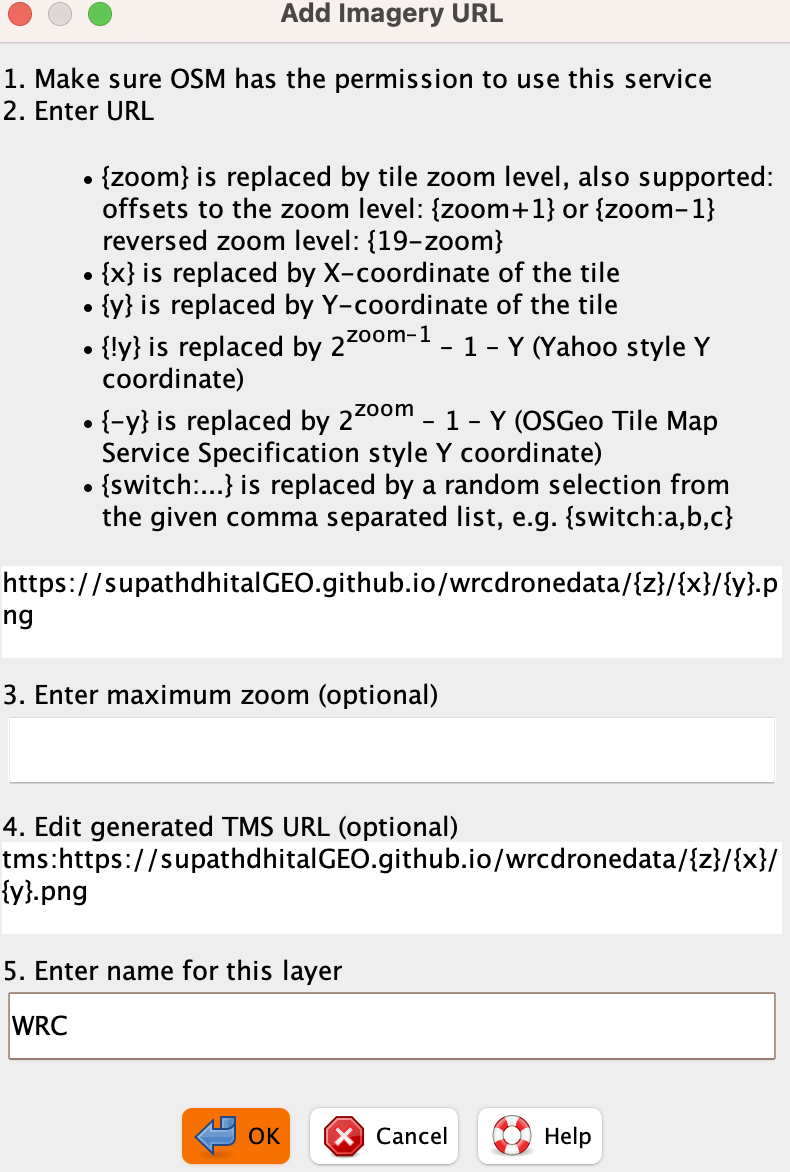 Add Imagery URL
1. Make sure OSM has the permission to use this service
2. Enter URL
• {zoom} is replaced by tile zoom level, also supported:
offsets to the zoom level: {zoom+1} or {zoom-1}
reversed zoom level: {19-zoom}
• {x} is replaced by X-coordinate of the tile
• {y} is replaced by Y-coordinate of the tile
• {!y} is replaced by 2^zoom-1 – 1 – Y (Yahoo style Y
coordinate)
• {-y} is replaced by 2^zoom – 1 – Y (OSGeo Tile Map
Service Specification style Y coordinate)
• {switch:...} is replaced by a random selection from
the given comma separated list, e.g. {switch:a,b,c}
https://supathdhitalGEO.github.io/wrcdronedata/{z}/{x}/{y}.p
ng
3. Enter maximum zoom (optional)
4. Edit generated TMS URL (optional)
tms:https://supathdhitalGEO.github.io/wrcdronedata/{z}/{x}/
{y}.png
5. Enter name for this layer
WRC
OK Cancel Help